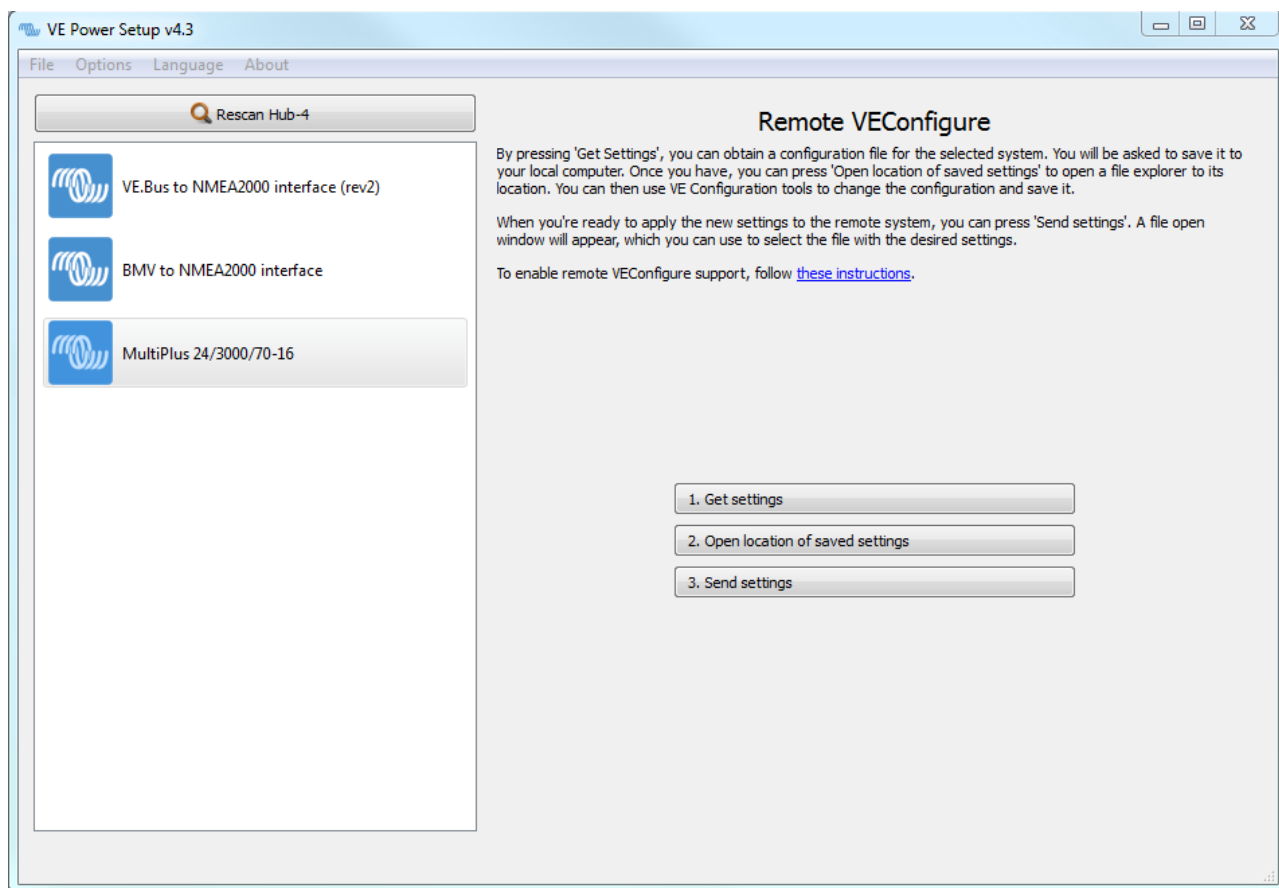 VE Power Setup v4.3
File Options Language About
Rescan Hub-4
VE.Bus to NMEA2000 interface (rev2)
BMV to NMEA2000 interface
MultiPlus 24/3000/70-16
Remote VEConfigure
By pressing 'Get Settings', you can obtain a configuration file for the selected system. You will be asked to save it to
your local computer. Once you have, you can press 'Open location of saved settings' to open a file explorer to its
location. You can then use VE Configuration tools to change the configuration and save it.
When you're ready to apply the new settings to the remote system, you can press 'Send settings'. A file open
window will appear, which you can use to select the file with the desired settings.
To enable remote VEConfigure support, follow these instructions.
1. Get settings
2. Open location of saved settings
3. Send settings